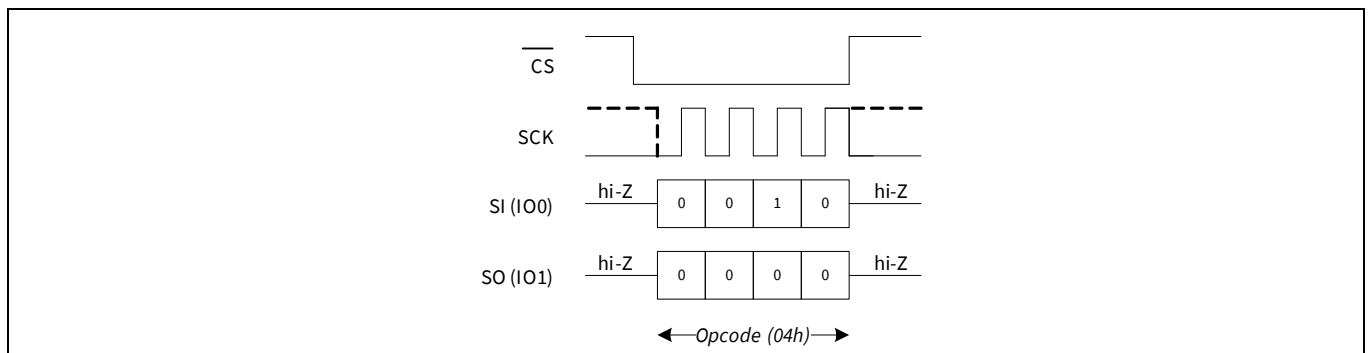 CS
SCK
hi-Z 0 0 1 0 hi-Z
SI (IO0)
hi-Z 0 0 0 0 hi-Z
SO (IO1)
Opcode (04h)